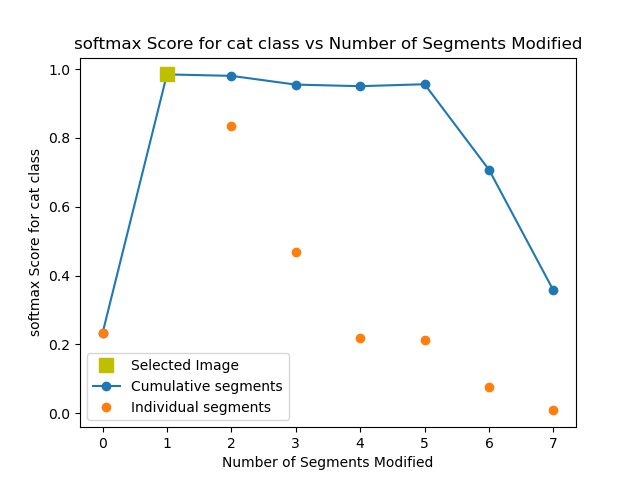 softmax Score for cat class vs Number of Segments Modified
1.0
0.8
0.6
0.4
0.2
0.0
softmax Score for cat class
Selected Image
Cumulative segments
Individual segments
0 1 2 3 4 5 6 7
Number of Segments Modified